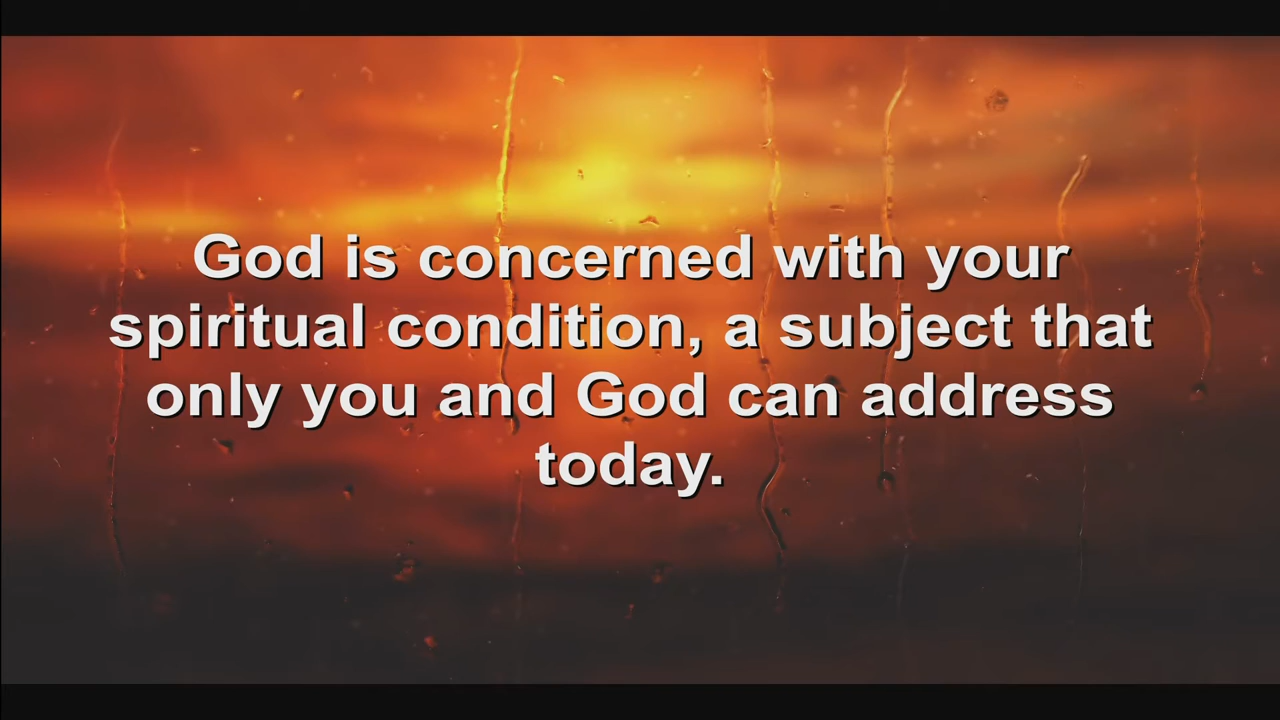 God is concerned with your
spiritual condition, a subject that
only you and God can address
today.